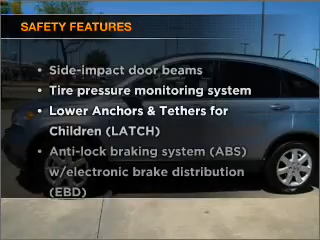 SAFETY FEATURES
• Side-impact door beams
• Tire pressure monitoring system
• Lower Anchors & Tethers for
Children (LATCH)
• Anti-lock braking system (ABS)
w/electronic brake distribution
(EBD)